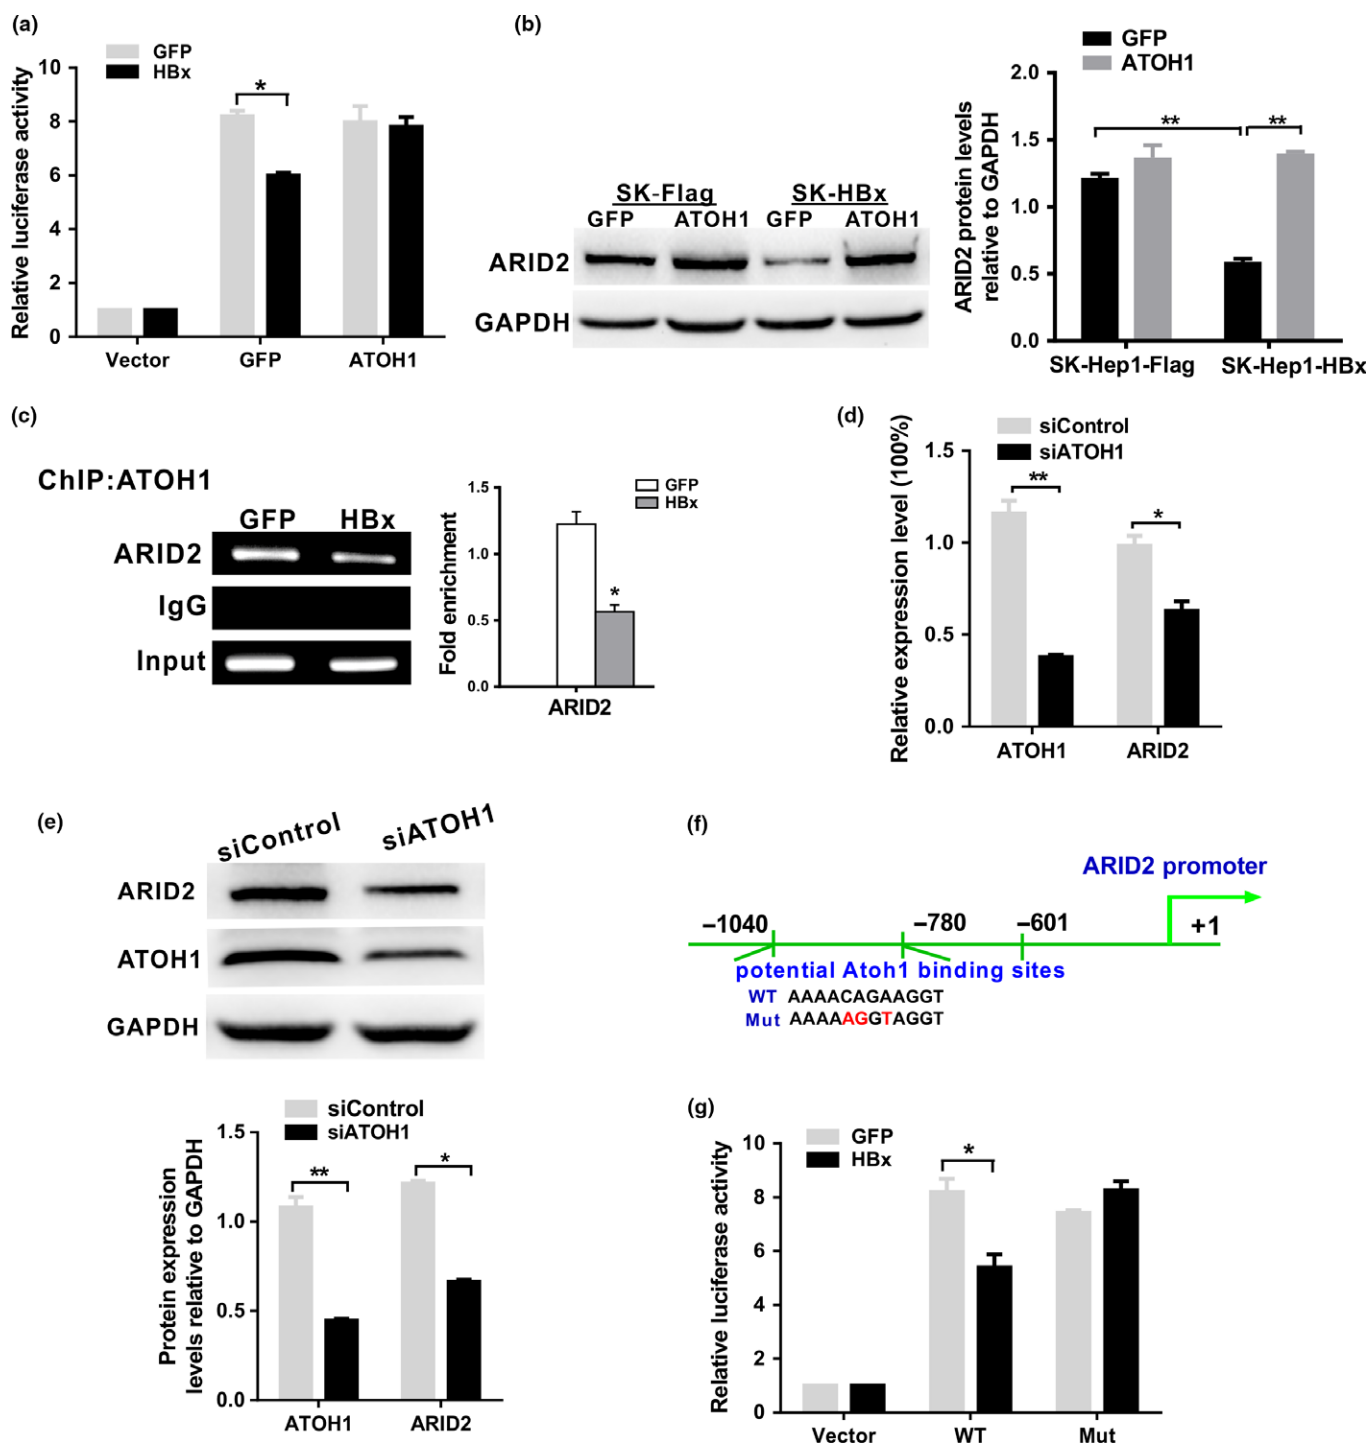 (a)
GFP
HBx
Relative luciferase activity
10
8
6
4
2
0
*
Vector
GFP
ATOH1
(b)
SK-Flag
SK-HBx
GFP
ATOH1
GFP
ATOH1
ARID2
GAPDH
GFP
ATOH1
ARID2 protein levels
relative to GAPDH
2.0
1.5
1.0
0.5
0.0
**
**
SK-Hep1-Flag
SK-Hep1-HBx
(c)
ChIP:ATOH1
GFP
HBx
ARID2
IgG
Input
GFP
HBx
Fold enrichment
1.5
1.0
0.5
0.0
*
ARID2
(d)
siControl
siATOH1
Relative expression level (100%)
1.5
1.0
0.5
0.0
**
*
ATOH1
ARID2
(e)
siControl
siATOH1
ARID2
ATOH1
GAPDH
siControl
siATOH1
Protein expression
levels relative to GAPDH
1.5
1.0
0.5
0.0
**
*
ATOH1
ARID2
(f)
ARID2 promoter
−1040
−780
−601
+1
potential Atoh1 binding sites
WT AAAACAGAAGGT
Mut AAAAAGGTAGGT
(g)
GFP
HBx
Relative luciferase activity
10
8
6
4
2
0
*
Vector
WT
Mut